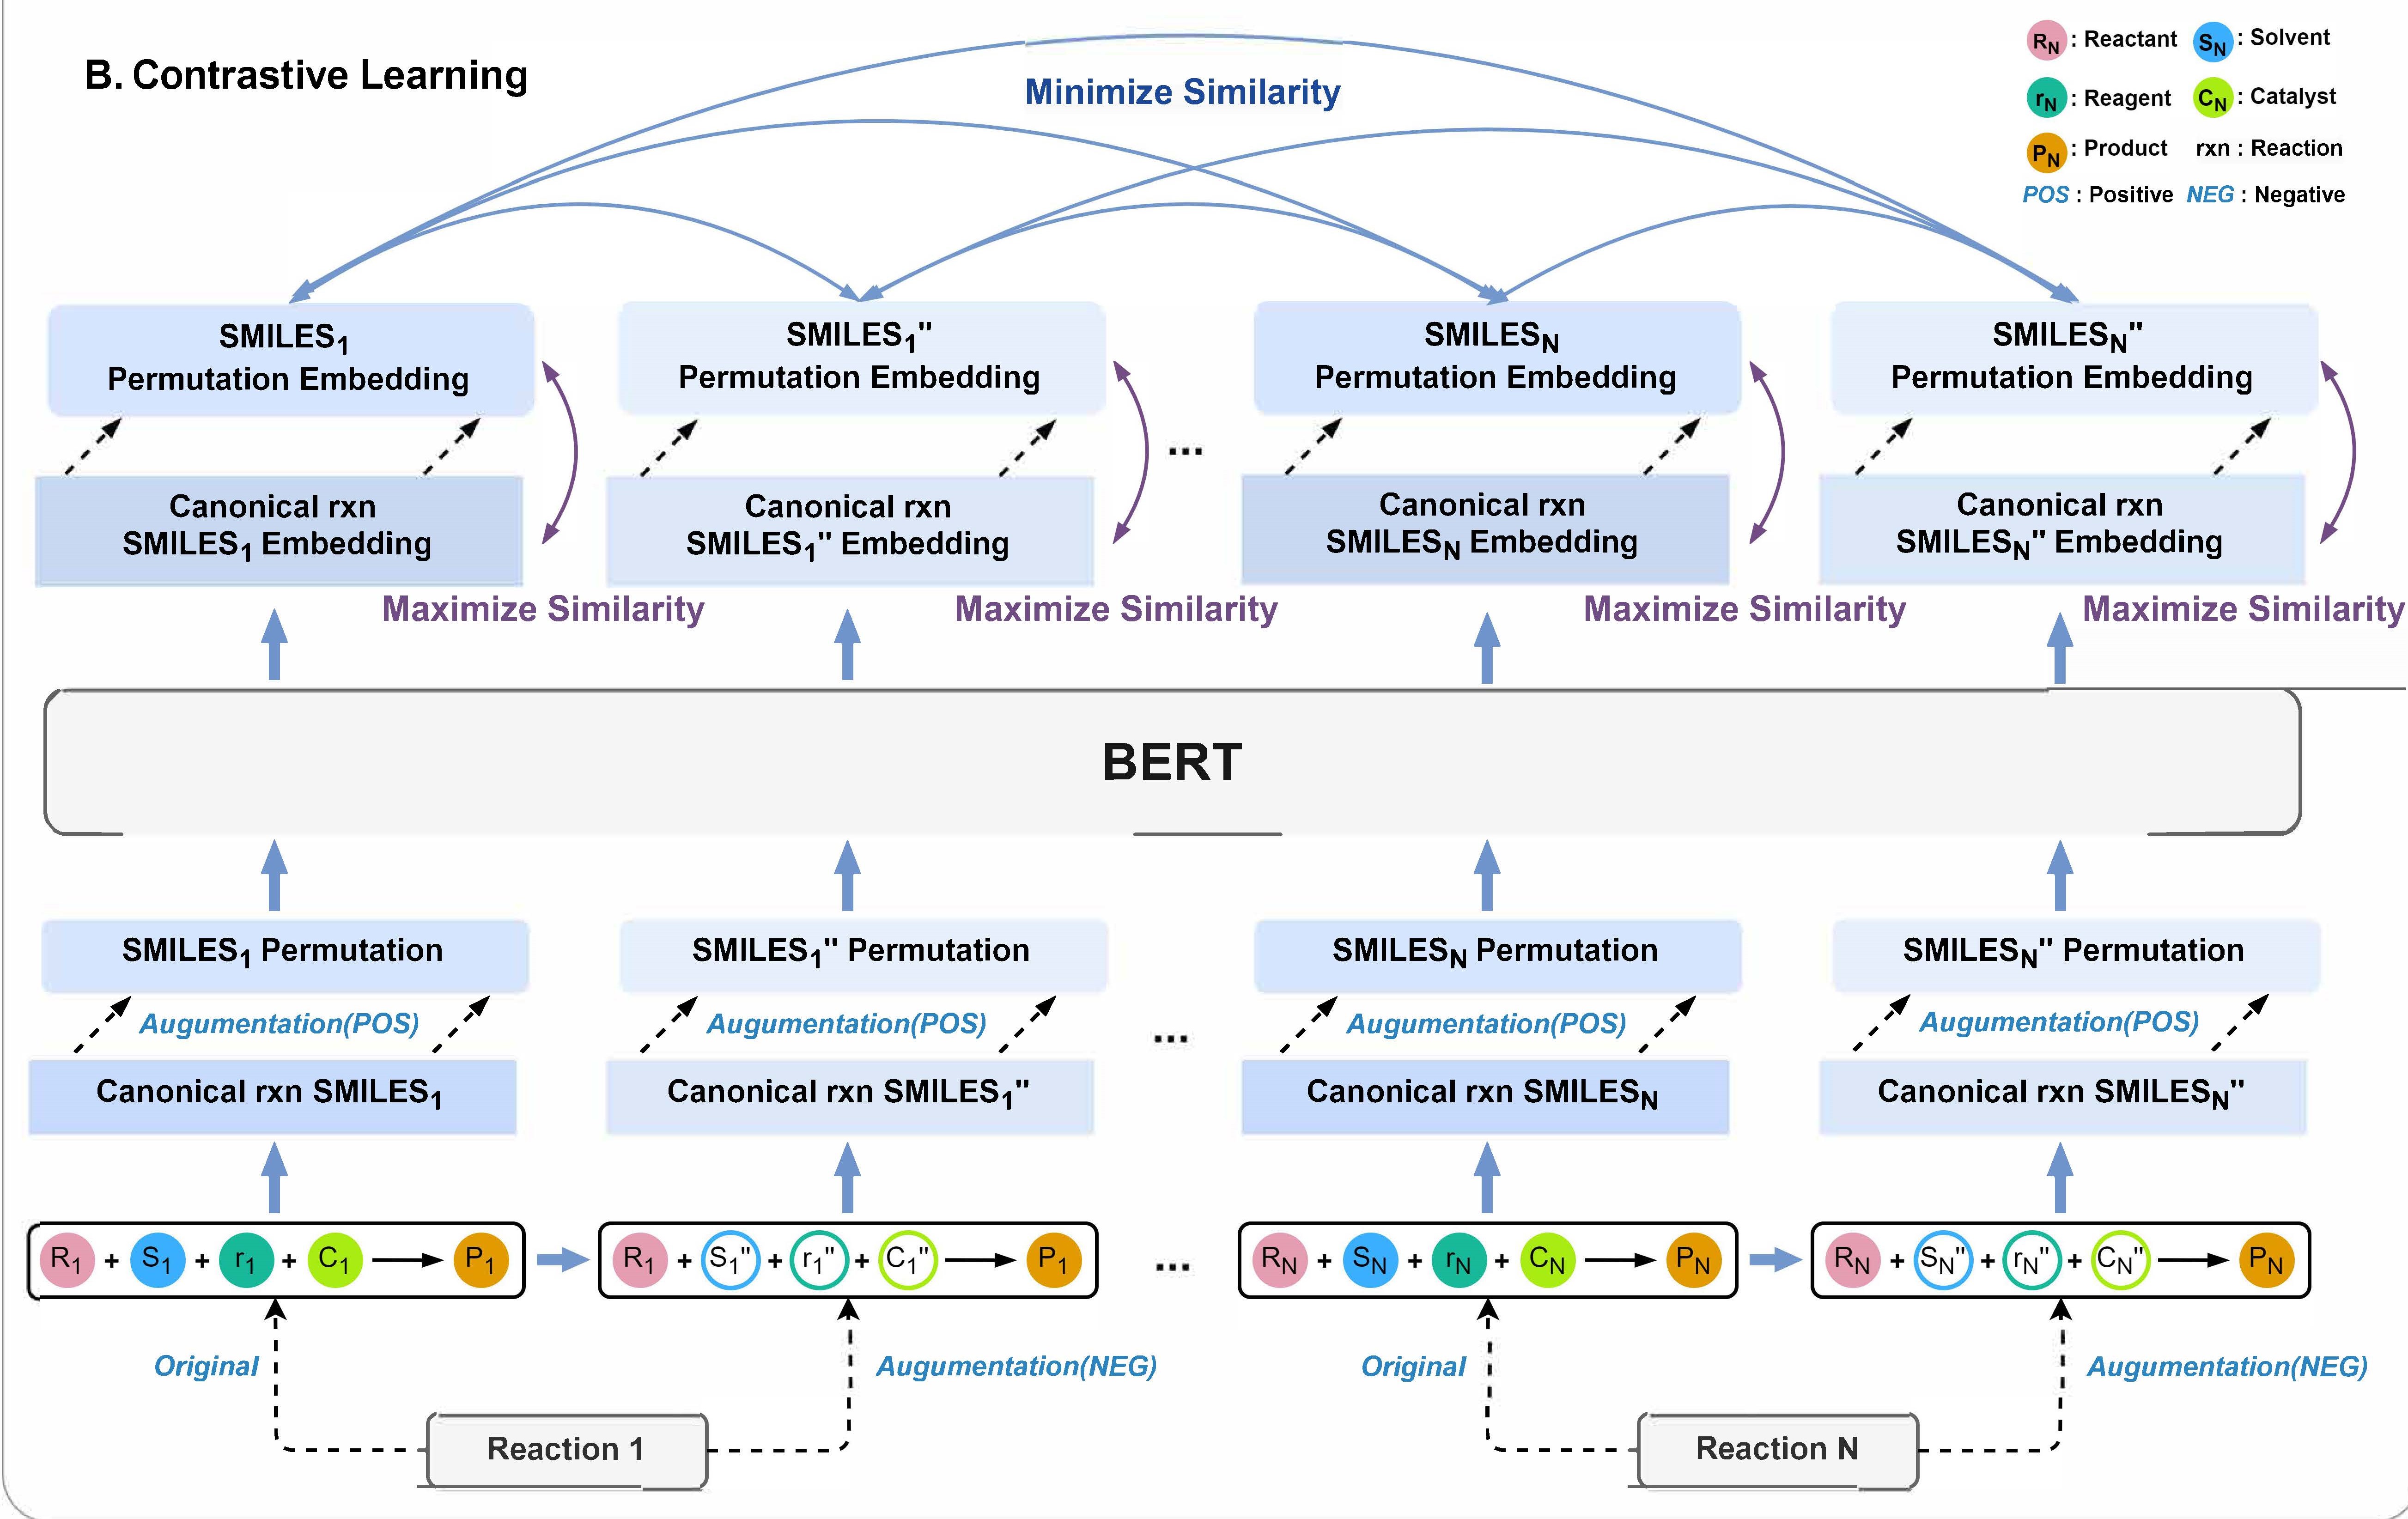 B. Contrastive Learning
Minimize Similarity
R_N : Reactant S_N : Solvent
r_N : Reagent C_N : Catalyst
P_N : Product rxn : Reaction
POS : Positive NEG : Negative
SMILES_1
Permutation Embedding
SMILES_1"
Permutation Embedding
SMILES_N
Permutation Embedding
SMILES_N"
Permutation Embedding
...
Canonical rxn
SMILES_1 Embedding
Canonical rxn
SMILES_1" Embedding
Canonical rxn
SMILES_N Embedding
Canonical rxn
SMILES_N" Embedding
Maximize Similarity
Maximize Similarity
Maximize Similarity
Maximize Similarity
BERT
SMILES_1 Permutation
SMILES_1" Permutation
SMILES_N Permutation
SMILES_N" Permutation
Augumentation(POS)
Augumentation(POS)
...
Augumentation(POS)
Augumentation(POS)
Canonical rxn SMILES_1
Canonical rxn SMILES_1"
Canonical rxn SMILES_N
Canonical rxn SMILES_N"
R_1 + S_1 + r_1 + C_1 → P_1
R_1 + S_1" + r_1" + C_1" → P_1
...
R_N + S_N + r_N + C_N → P_N
R_N + S_N" + r_N" + C_N" → P_N
Original
Augumentation(NEG)
Original
Augumentation(NEG)
Reaction 1
Reaction N